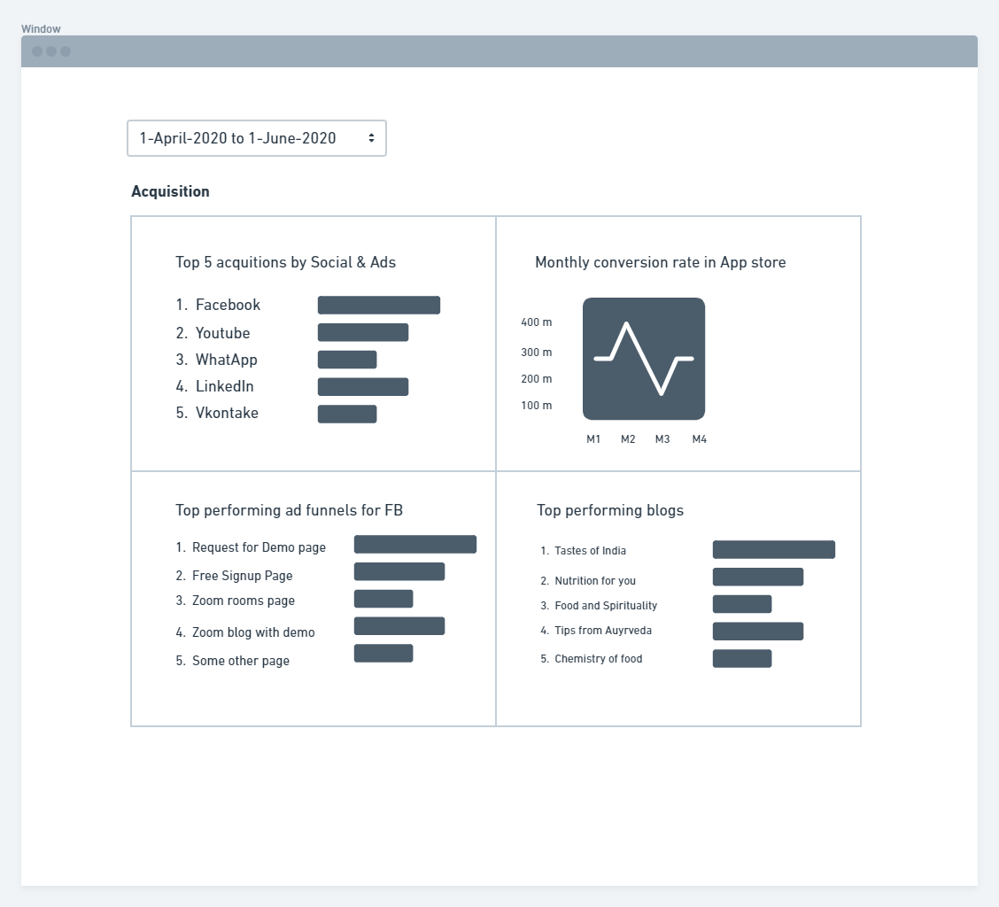 Window
1-April-2020 to 1-June-2020
Acquisition
Top 5 acquitions by Social & Ads
1. Facebook
2. Youtube
3. WhatApp
4. LinkedIn
5. Vkontake
Monthly conversion rate in App store
400 m
300 m
200 m
100 m
M1 M2 M3 M4
Top performing ad funnels for FB
1. Request for Demo page
2. Free Signup Page
3. Zoom rooms page
4. Zoom blog with demo
5. Some other page
Top performing blogs
1. Tastes of India
2. Nutrition for you
3. Food and Spirituality
4. Tips from Auyrveda
5. Chemistry of food